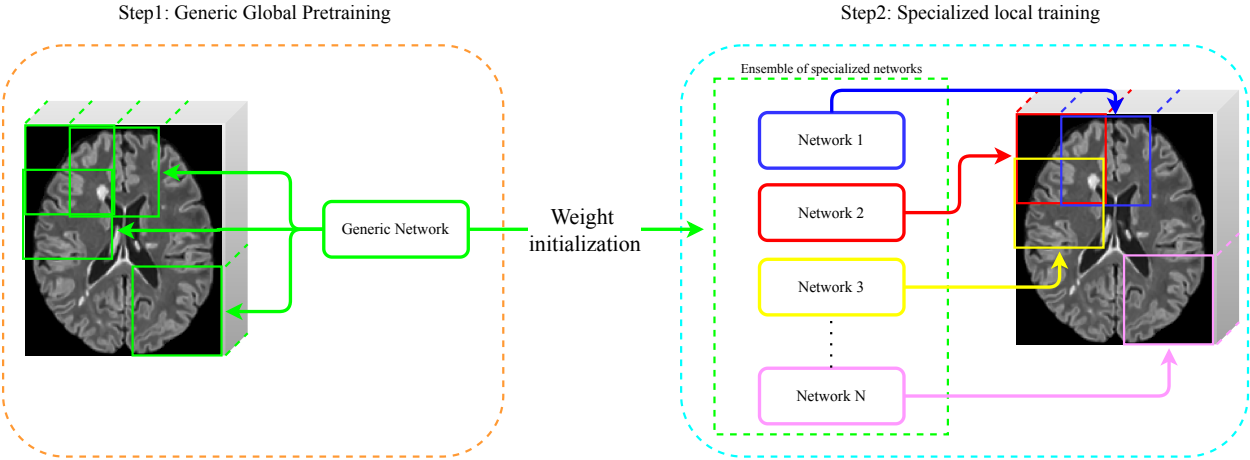 Step1: Generic Global Pretraining
Generic Network
Weight
initialization
Step2: Specialized local training
Ensemble of specialized networks
Network 1
Network 2
Network 3
Network N